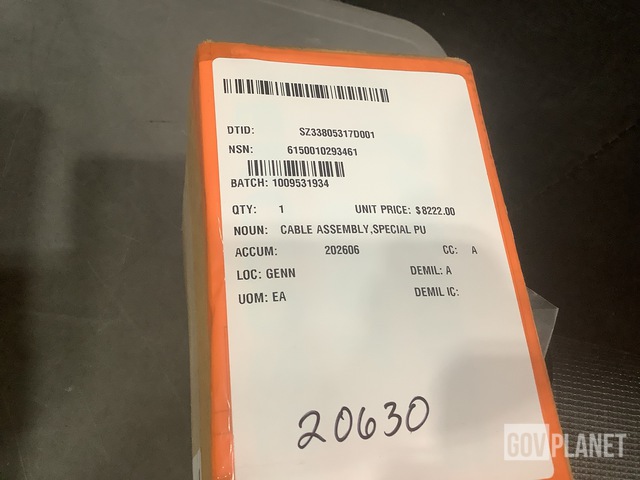 DTID: SZ33805317D001
NSN: 6150010293461
BATCH: 1009531934
QTY: 1 UNIT PRICE: $8222.00
NOUN: CABLE ASSEMBLY,SPECIAL PU
ACCUM: 202606 CC: A
LOC: GENN DEMIL: A
UOM: EA DEMIL IC:
20630
GOVPLANET